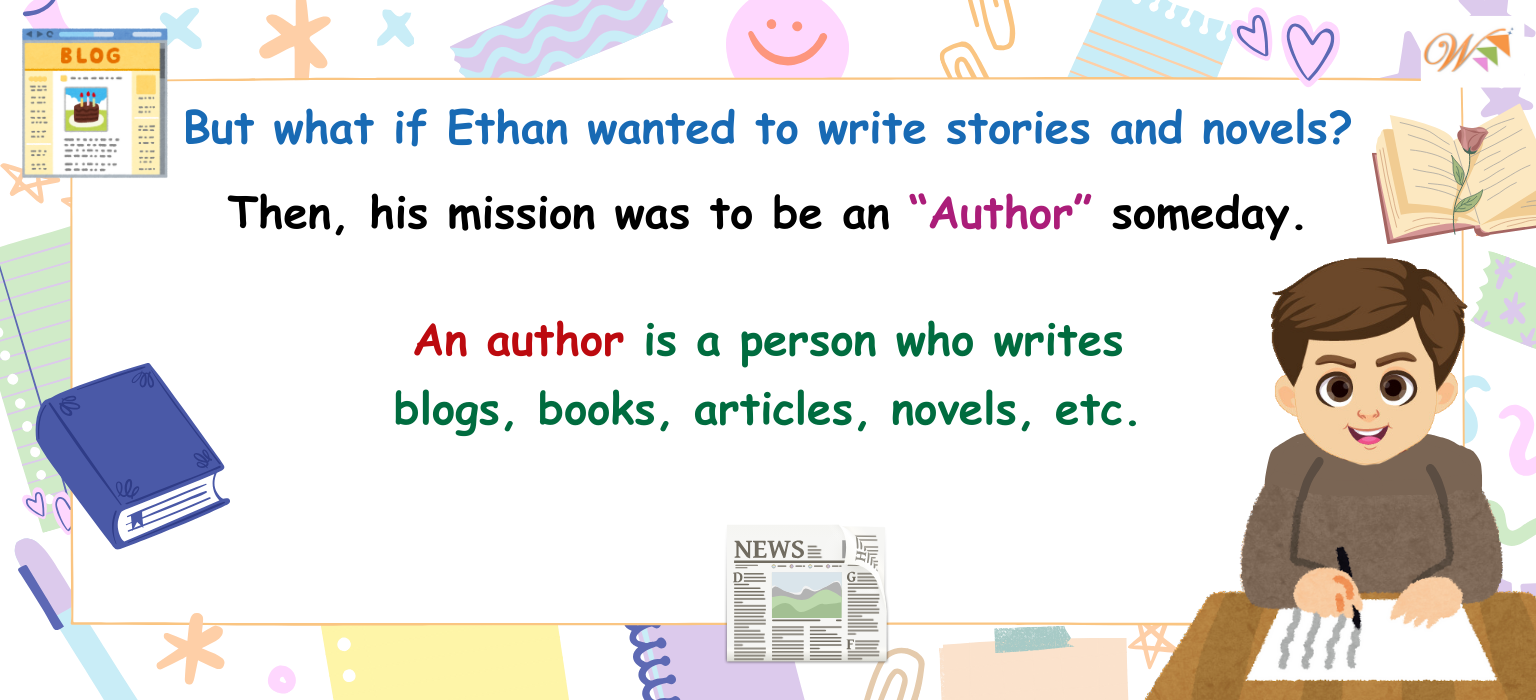 BLOG
But what if Ethan wanted to write stories and novels?
Then, his mission was to be an “Author” someday.
An author is a person who writes
blogs, books, articles, novels, etc.
NEWS
D
G
F
W